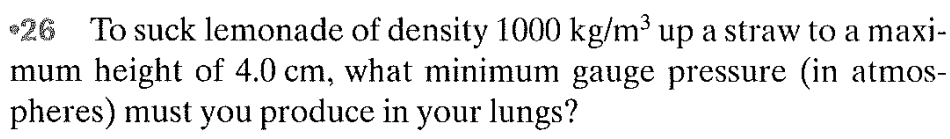 •26 To suck lemonade of density 1000 kg/m³ up a straw to a maxi-
mum height of 4.0 cm, what minimum gauge pressure (in atmos-
pheres) must you produce in your lungs?